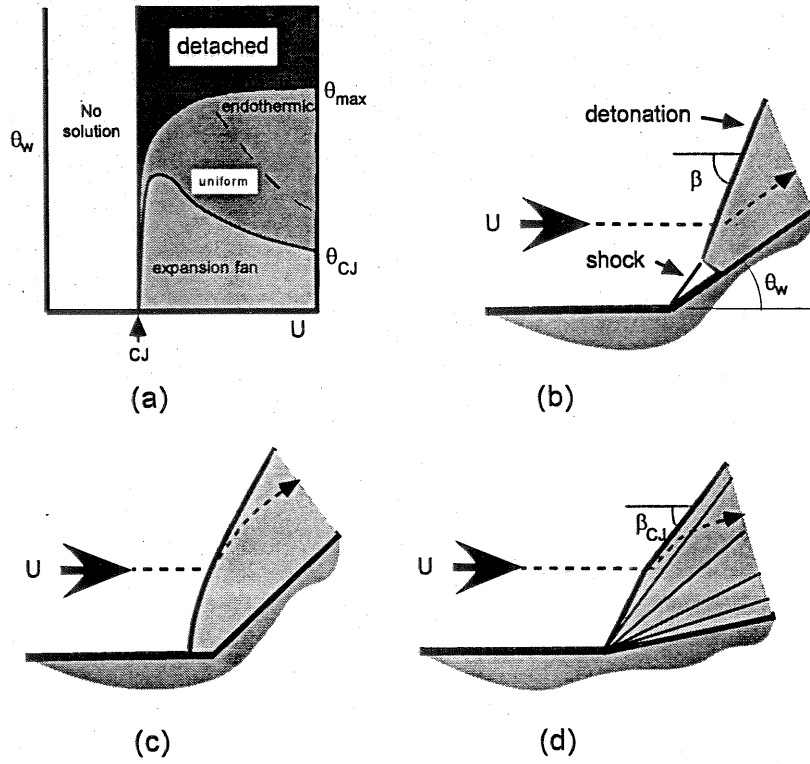 detached
θmax
endothermic
No
solution
θw
uniform
expansion fan
θCJ
CJ
U
(a)
detonation
β
U
shock
θw
(b)
U
(c)
βCJ
U
(d)